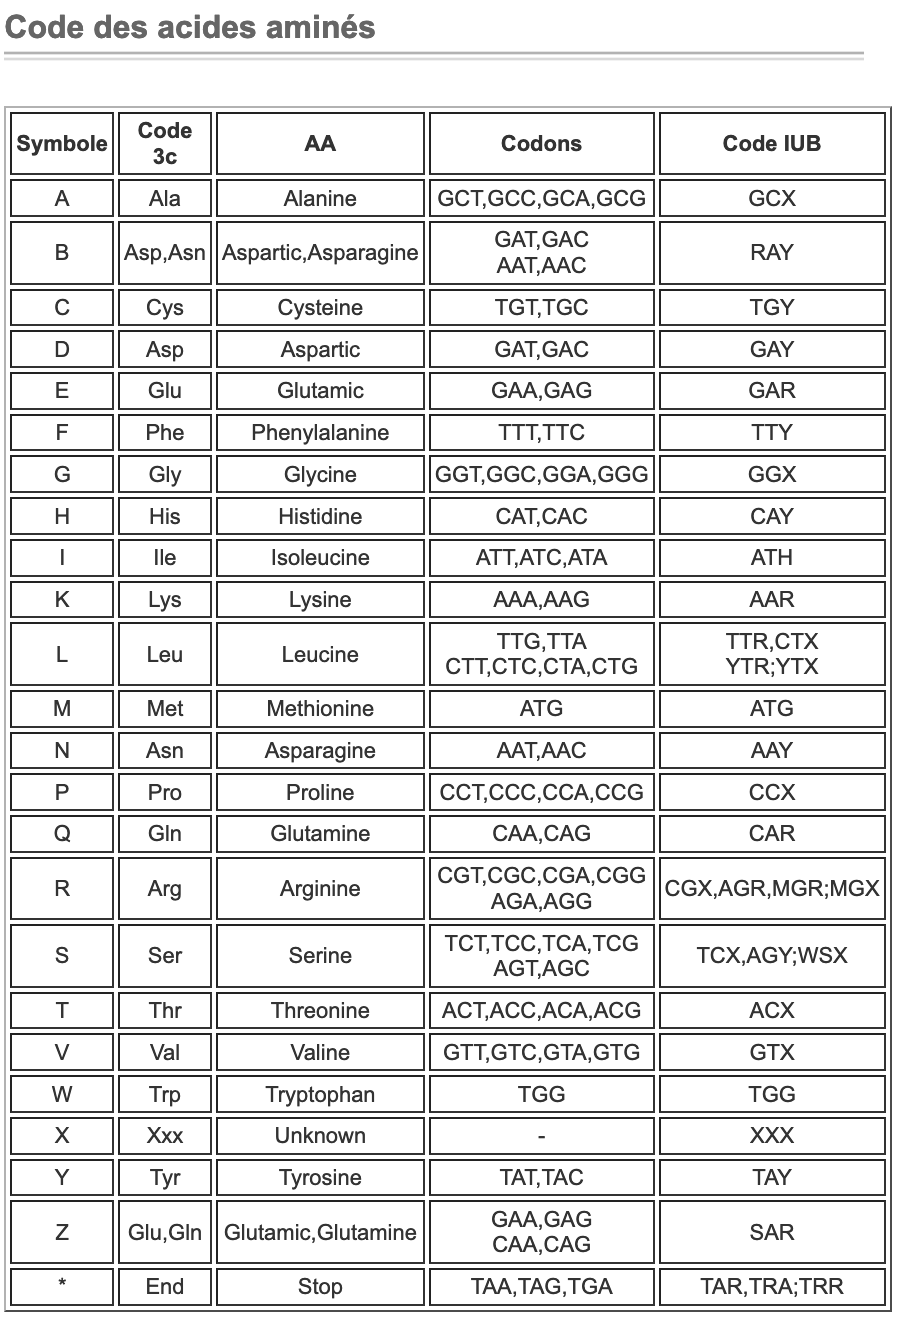 Code des acides aminés
Symbole Code 3c AA Codons Code IUB
A Ala Alanine GCT,GCC,GCA,GCG GCX
B Asp,Asn Aspartic,Asparagine GAT,GAC AAT,AAC RAY
C Cys Cysteine TGT,TGC TGY
D Asp Aspartic GAT,GAC GAY
E Glu Glutamic GAA,GAG GAR
F Phe Phenylalanine TTT,TTC TTY
G Gly Glycine GGT,GGC,GGA,GGG GGX
H His Histidine CAT,CAC CAY
I Ile Isoleucine ATT,ATC,ATA ATH
K Lys Lysine AAA,AAG AAR
L Leu Leucine TTG,TTA CTT,CTC,CTA,CTG TTR,CTX YTR;YTX
M Met Methionine ATG ATG
N Asn Asparagine AAT,AAC AAY
P Pro Proline CCT,CCC,CCA,CCG CCX
Q Gln Glutamine CAA,CAG CAR
R Arg Arginine CGT,CGC,CGA,CGG AGA,AGG CGX,AGR,MGR;MGX
S Ser Serine TCT,TCC,TCA,TCG AGT,AGC TCX,AGY;WSX
T Thr Threonine ACT,ACC,ACA,ACG ACX
V Val Valine GTT,GTC,GTA,GTG GTX
W Trp Tryptophan TGG TGG
X Xxx Unknown - XXX
Y Tyr Tyrosine TAT,TAC TAY
Z Glu,Gln Glutamic,Glutamine GAA,GAG CAA,CAG SAR
* End Stop TAA,TAG,TGA TAR,TRA;TRR